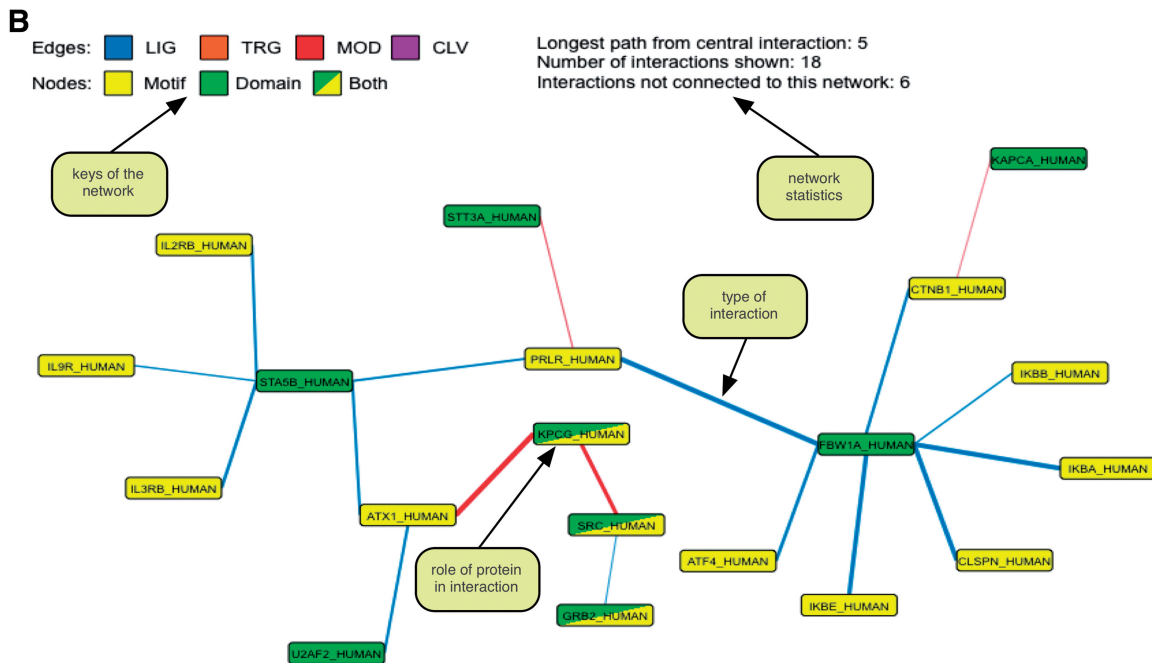 B
Edges: LIG TRG MOD CLV
Nodes: Motif Domain Both
Longest path from central interaction: 5
Number of interactions shown: 18
Interactions not connected to this network: 6
keys of the
network
network
statistics
KAPCA_HUMAN
STT3A_HUMAN
IL2RB_HUMAN
CTNB1_HUMAN
type of
interaction
PRLR_HUMAN
IL9R_HUMAN
STA5B_HUMAN
IKBB_HUMAN
KPCG_HUMAN
FBW1A_HUMAN
IKBA_HUMAN
IL3RB_HUMAN
ATX1_HUMAN
SRC_HUMAN
role of protein
in interaction
ATF4_HUMAN
CLSPN_HUMAN
IKBE_HUMAN
GRB2_HUMAN
U2AF2_HUMAN